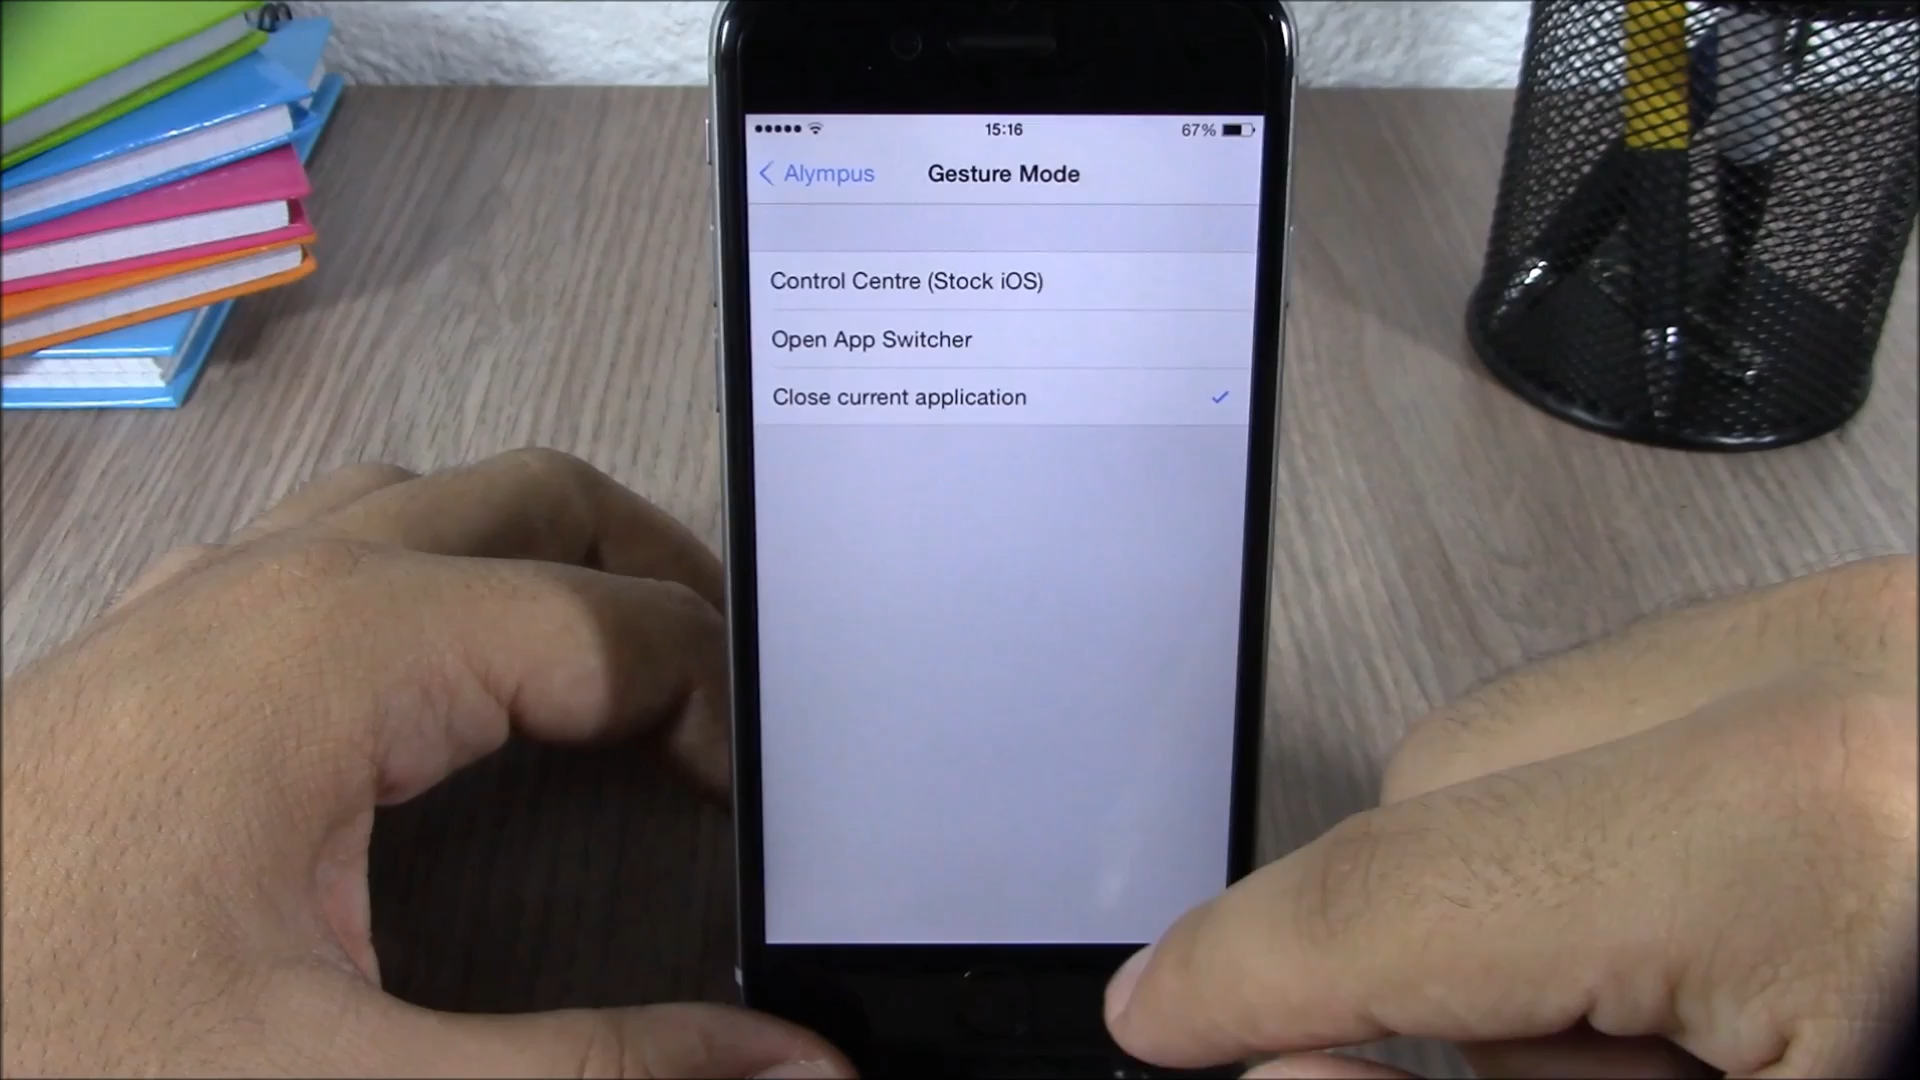 15:16
67%
Alympus
Gesture Mode
Control Centre (Stock iOS)
Open App Switcher
Close current application